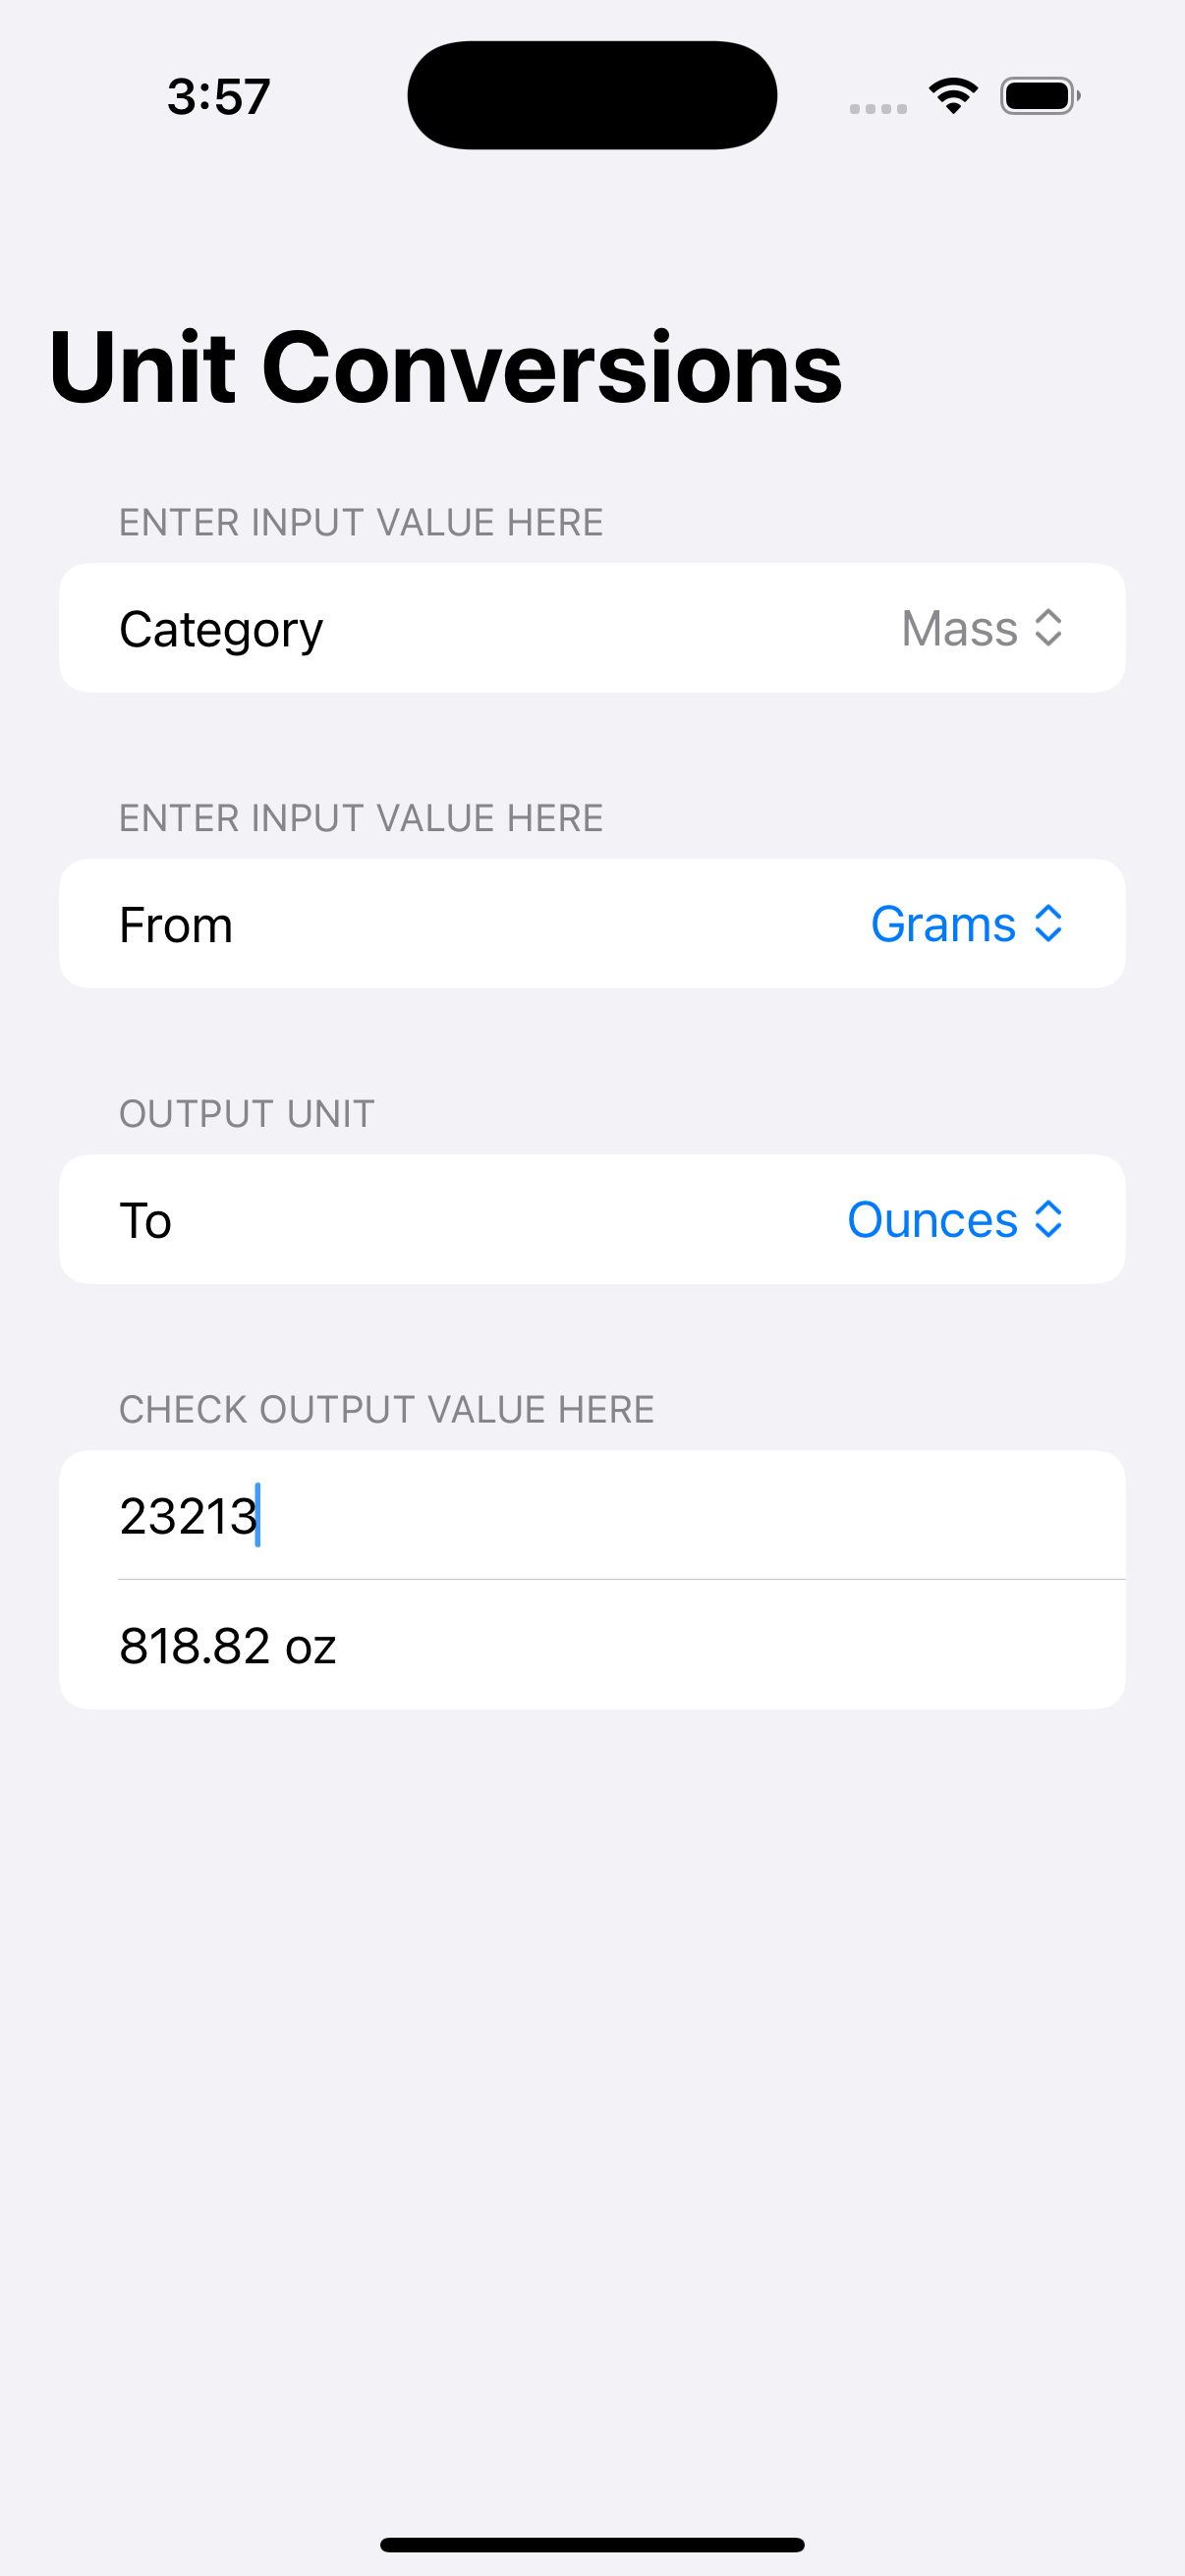 3:57
Unit Conversions
ENTER INPUT VALUE HERE
Category Mass
ENTER INPUT VALUE HERE
From Grams
OUTPUT UNIT
To Ounces
CHECK OUTPUT VALUE HERE
23213
818.82 oz